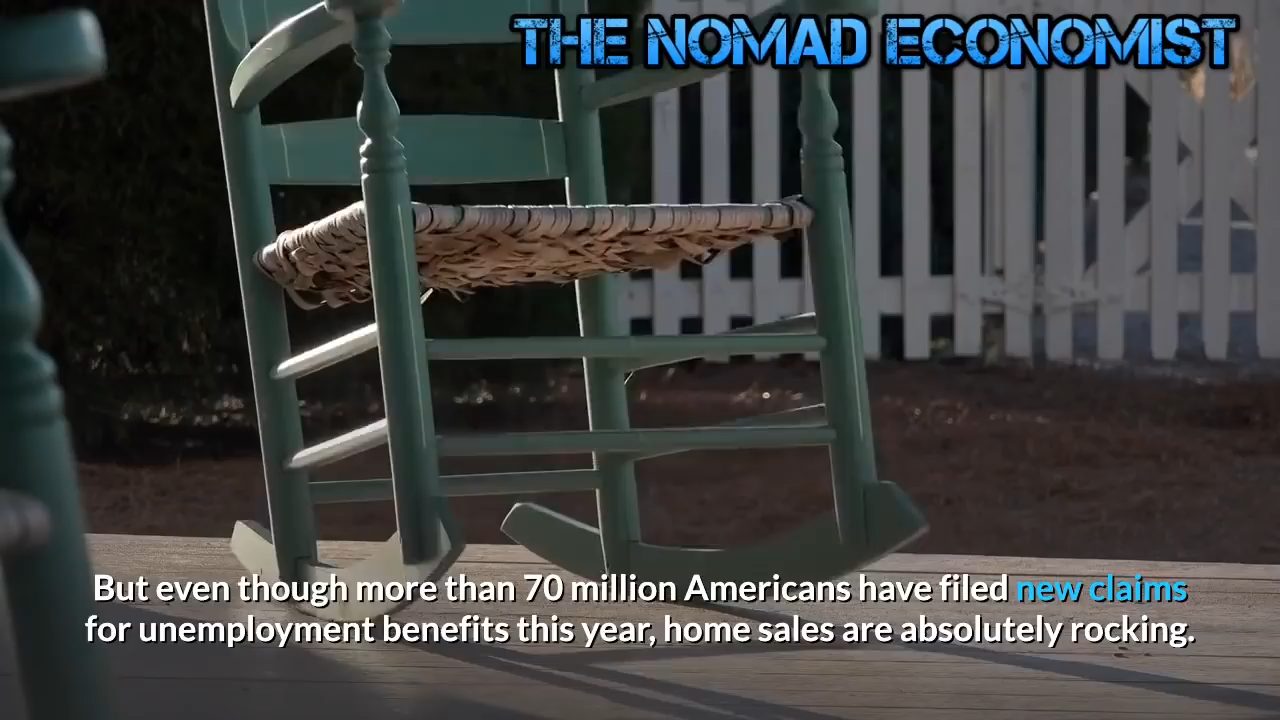 THE NOMAD ECONOMIST
But even though more than 70 million Americans have filed new claims
for unemployment benefits this year, home sales are absolutely rocking.